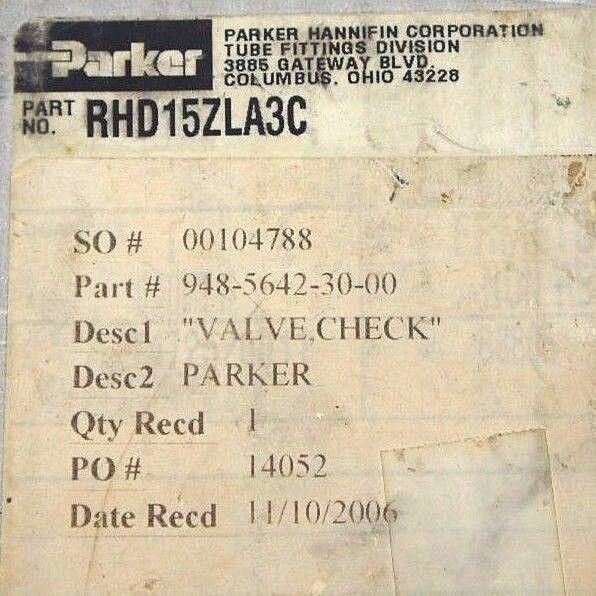 Parker
PARKER HANNIFIN CORPORATION
TUBE FITTINGS DIVISION
3885 GATEWAY BLVD.
COLUMBUS, OHIO 43228
PART NO. RHD15ZLA3C
SO # 00104788
Part # 948-5642-30-00
Desc1 "VALVE,CHECK"
Desc2 PARKER
Qty Recd 1
PO # 14052
Date Recd 11/10/2006